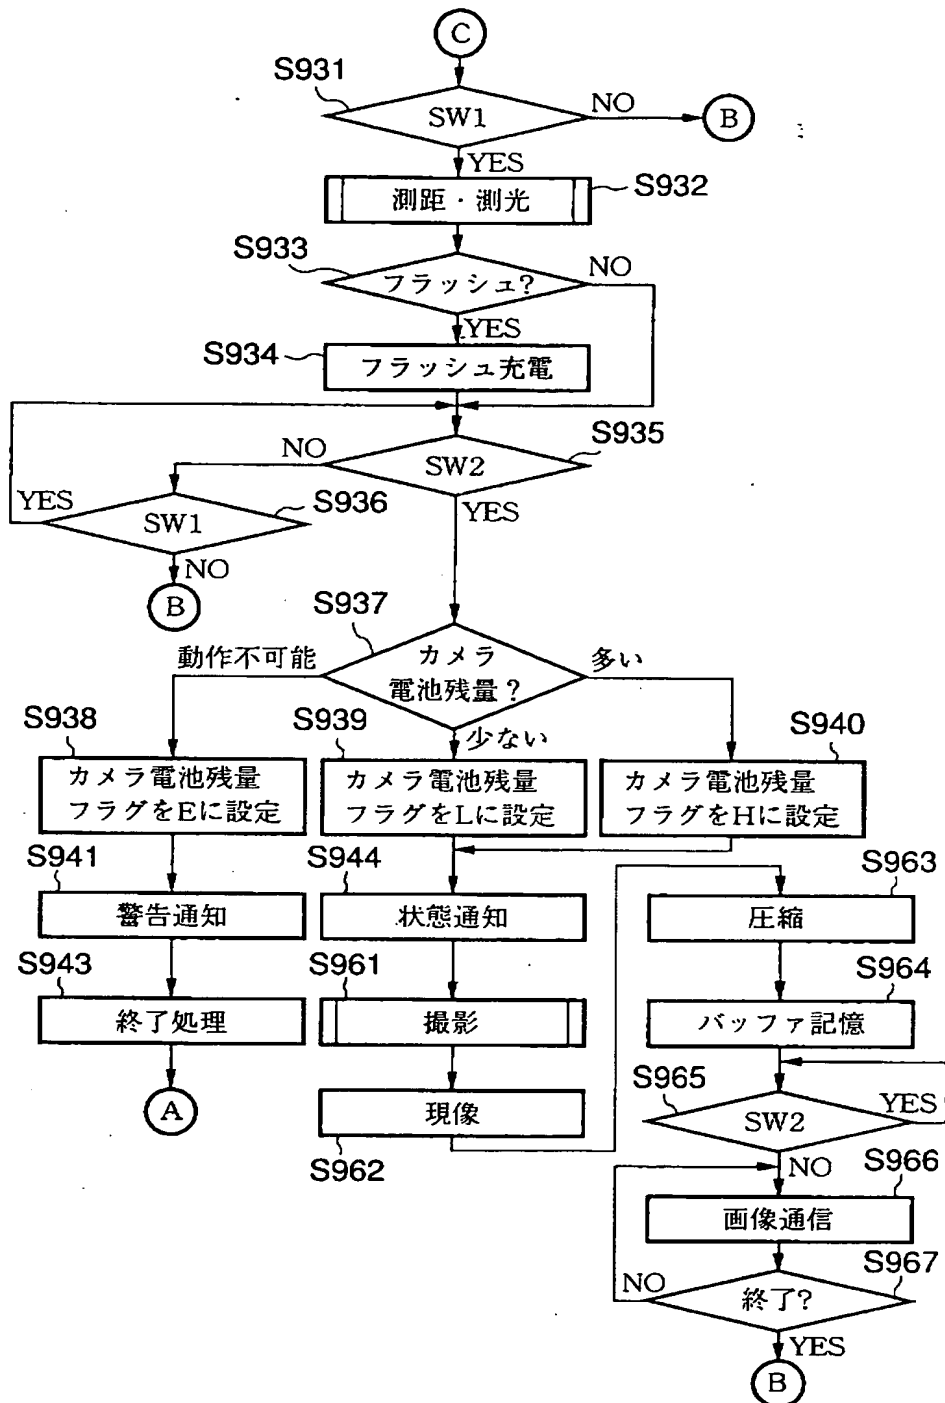 C
S931
SW1
NO
B
YES
測距・測光
S932
S933
フラッシュ?
NO
YES
S934
フラッシュ充電
S935
NO
SW2
YES
S936
YES
SW1
NO
B
S937
カメラ
電池残量?
動作不可能
多い
少ない
S938
カメラ電池残量
フラグをEに設定
S939
カメラ電池残量
フラグをLに設定
S940
カメラ電池残量
フラグをHに設定
S941
警告通知
S944
状態通知
S963
圧縮
S943
終了処理
S961
撮影
S964
バッファ記憶
A
現像
S962
S965
SW2
YES
NO
S966
画像通信
S967
NO
終了?
YES
B